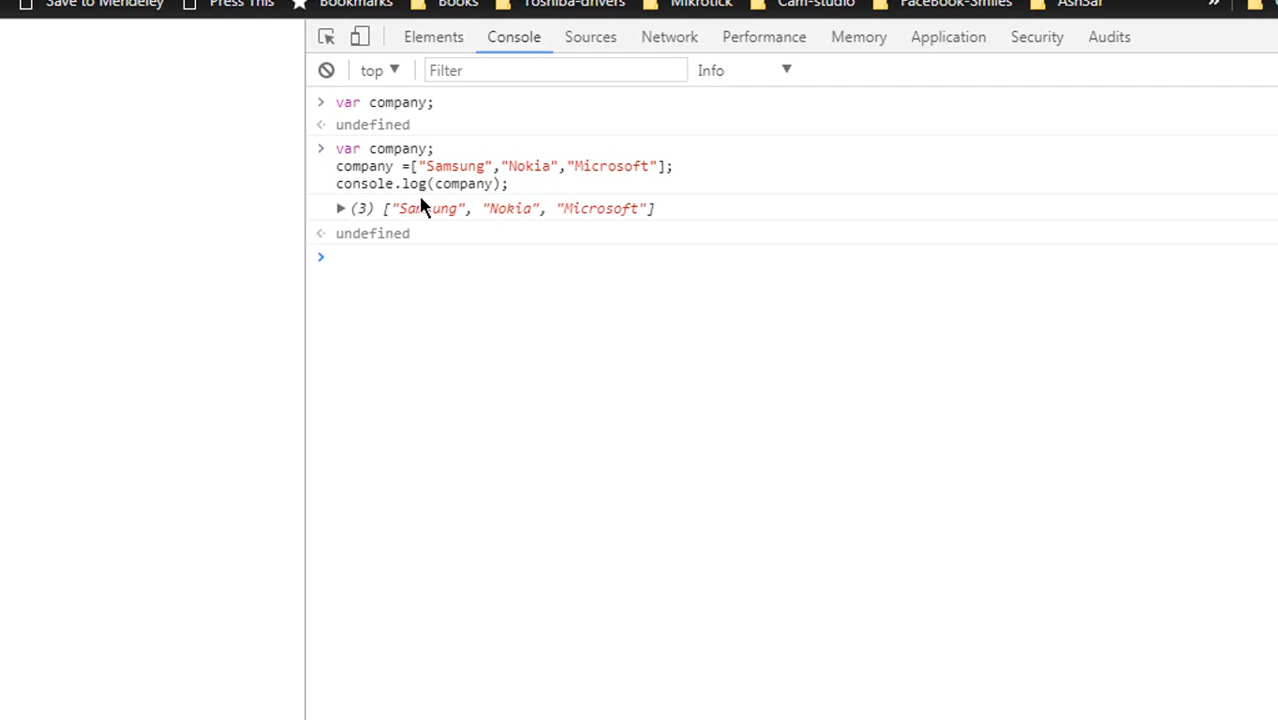 Save to Mendeley Press This Bookmarks Books Toshiba-drivers Mikrotick Cam-studio FaceBook-Smiles AshSar »
Elements Console Sources Network Performance Memory Application Security Audits
top ▼ Filter Info ▼
> var company;
<· undefined
> var company;
company =["Samsung","Nokia","Microsoft"];
console.log(company);
▶ (3) ["Samsung", "Nokia", "Microsoft"]
<· undefined
>